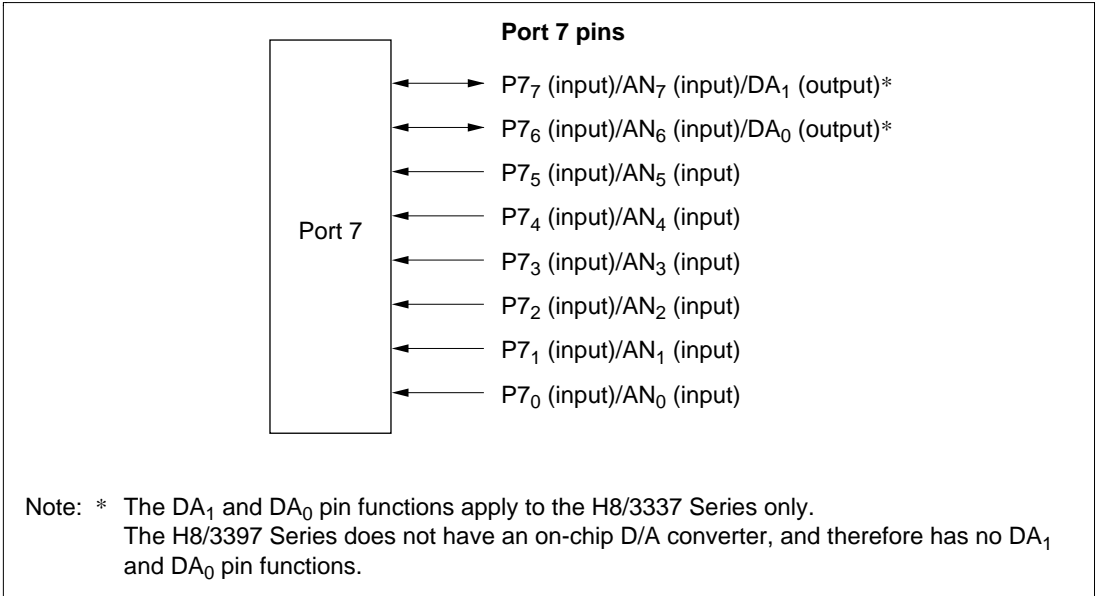 Port 7 pins
P7₇ (input)/AN₇ (input)/DA₁ (output)*
P7₆ (input)/AN₆ (input)/DA₀ (output)*
P7₅ (input)/AN₅ (input)
P7₄ (input)/AN₄ (input)
Port 7
P7₃ (input)/AN₃ (input)
P7₂ (input)/AN₂ (input)
P7₁ (input)/AN₁ (input)
P7₀ (input)/AN₀ (input)
Note: * The DA₁ and DA₀ pin functions apply to the H8/3337 Series only.
The H8/3397 Series does not have an on-chip D/A converter, and therefore has no DA₁
and DA₀ pin functions.